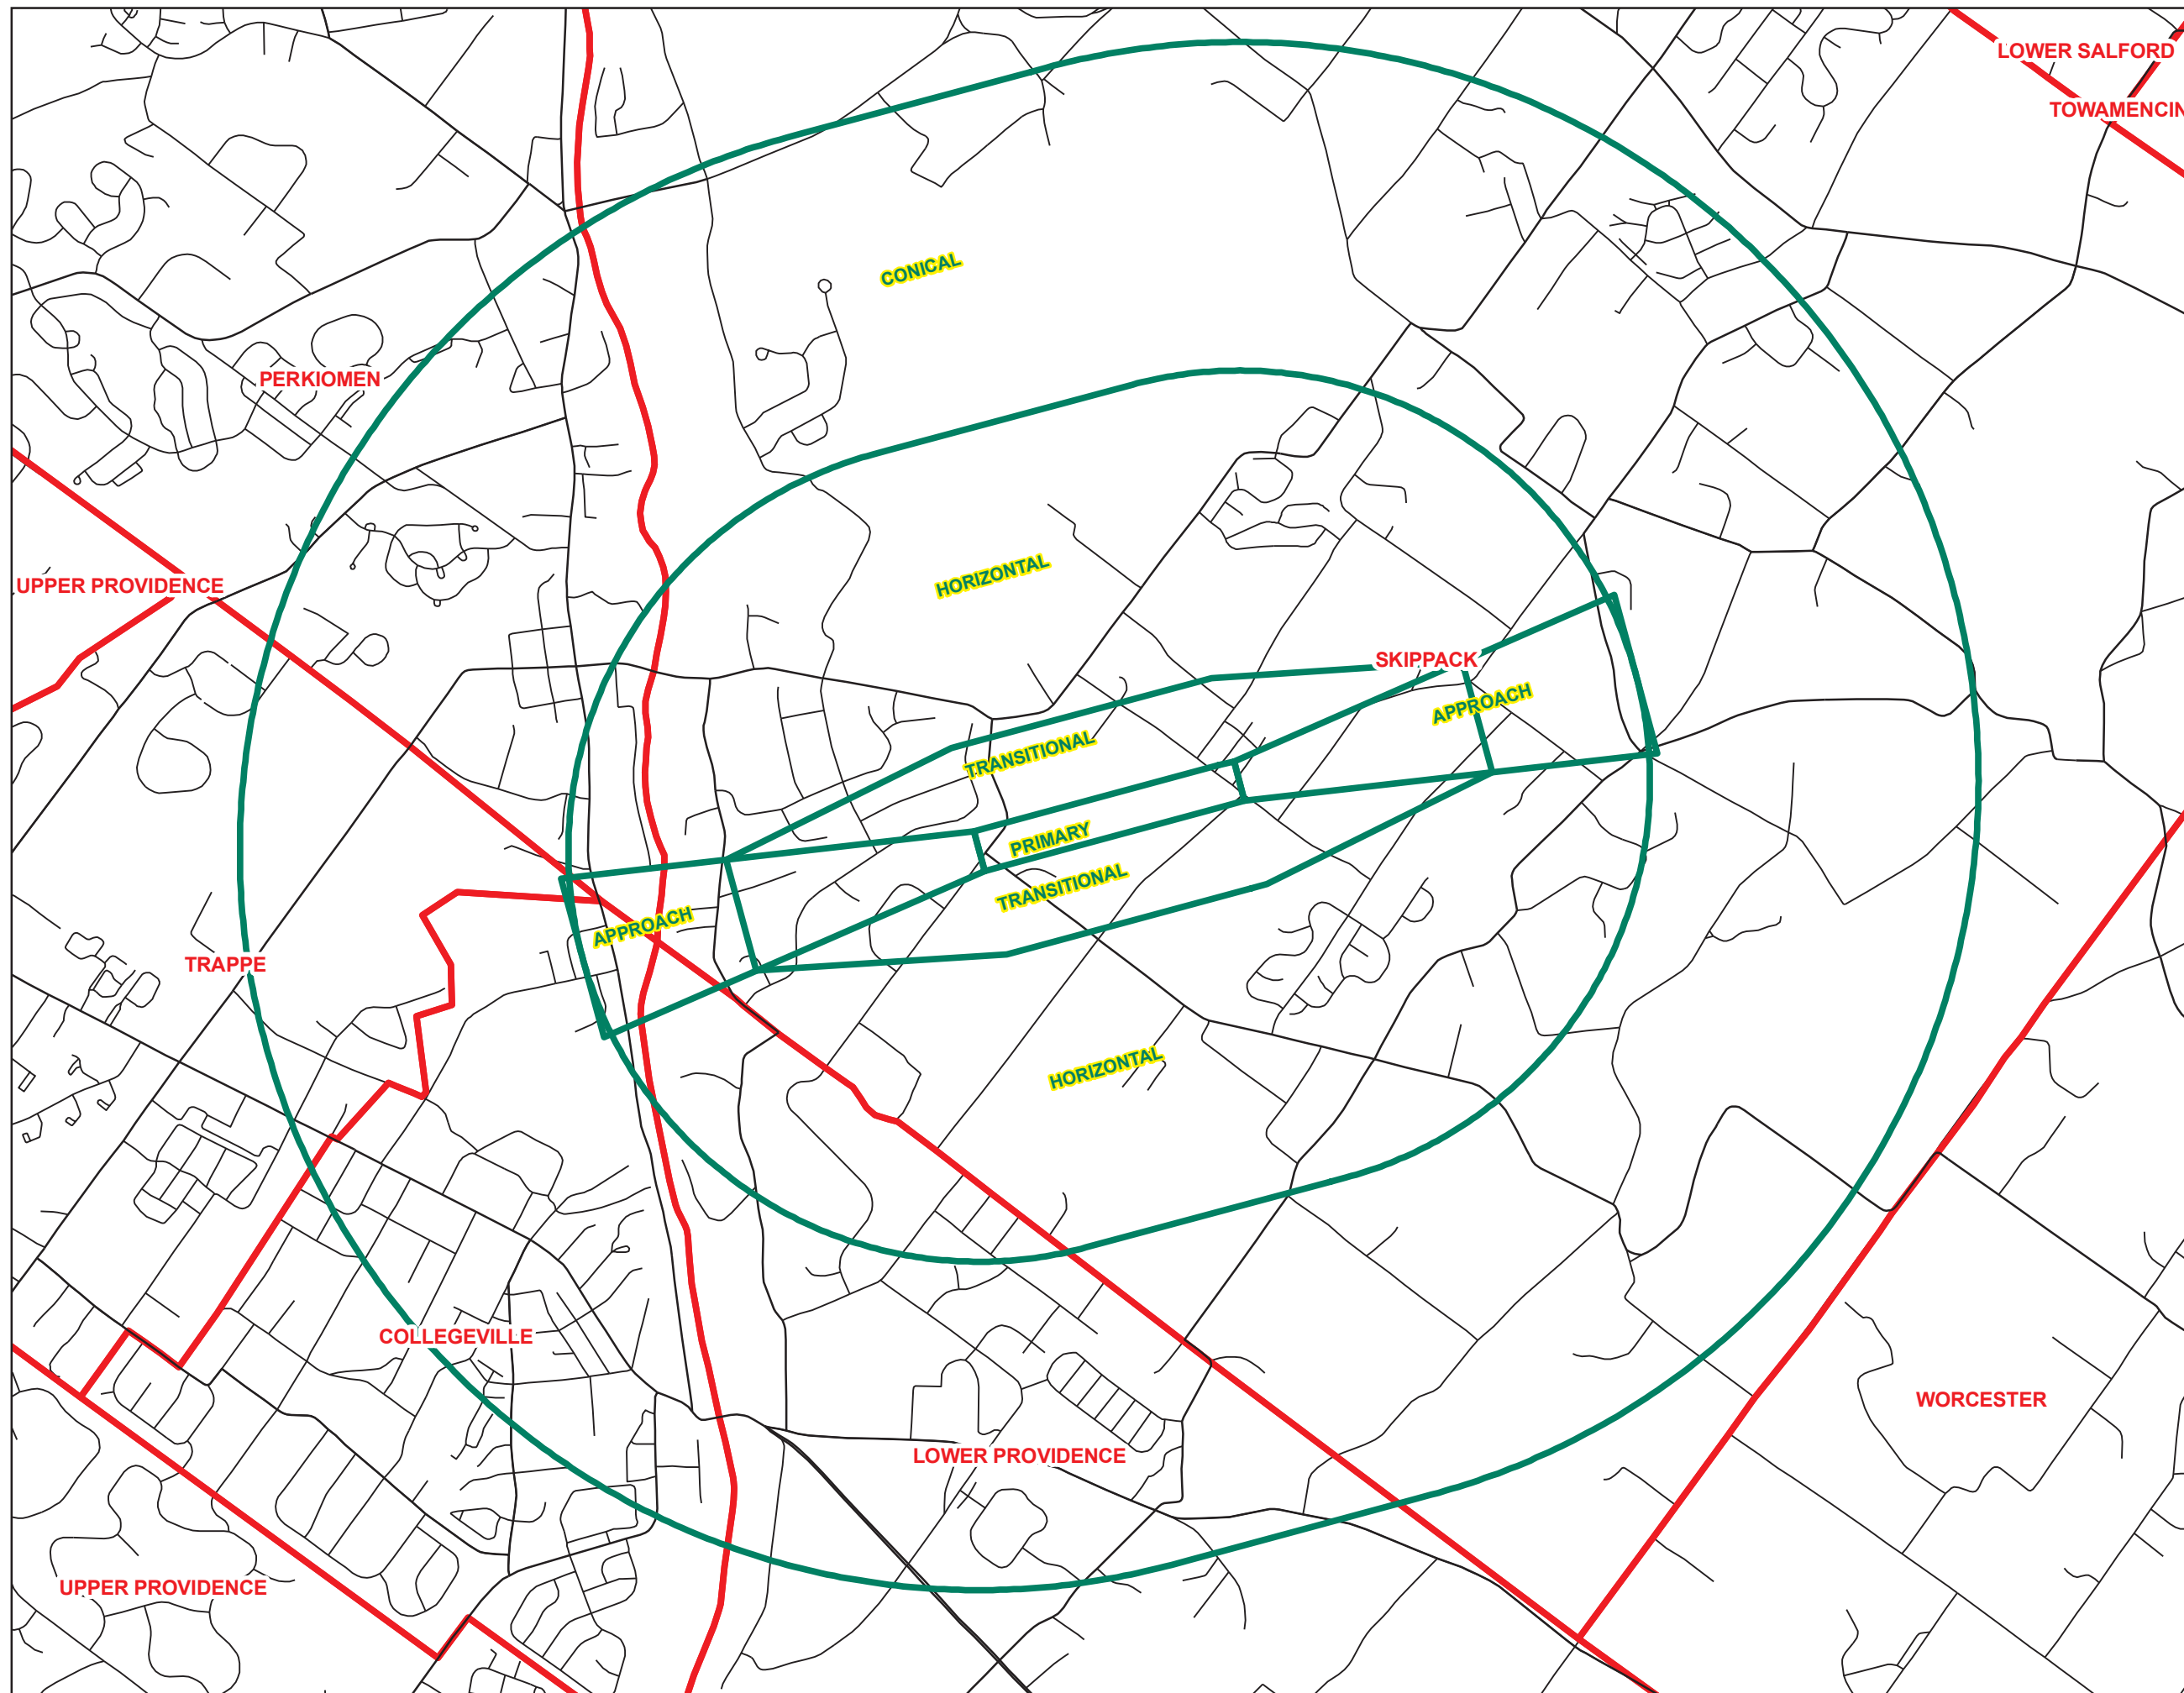 LOWER SALFORD
TOWAMENCIN
CONICAL
PERKIOMEN
HORIZONTAL
UPPER PROVIDENCE
SKIPPACK
APPROACH
TRANSITIONAL
PRIMARY
TRANSITIONAL
APPROACH
TRAPPE
HORIZONTAL
COLLEGEVILLE
WORCESTER
LOWER PROVIDENCE
UPPER PROVIDENCE